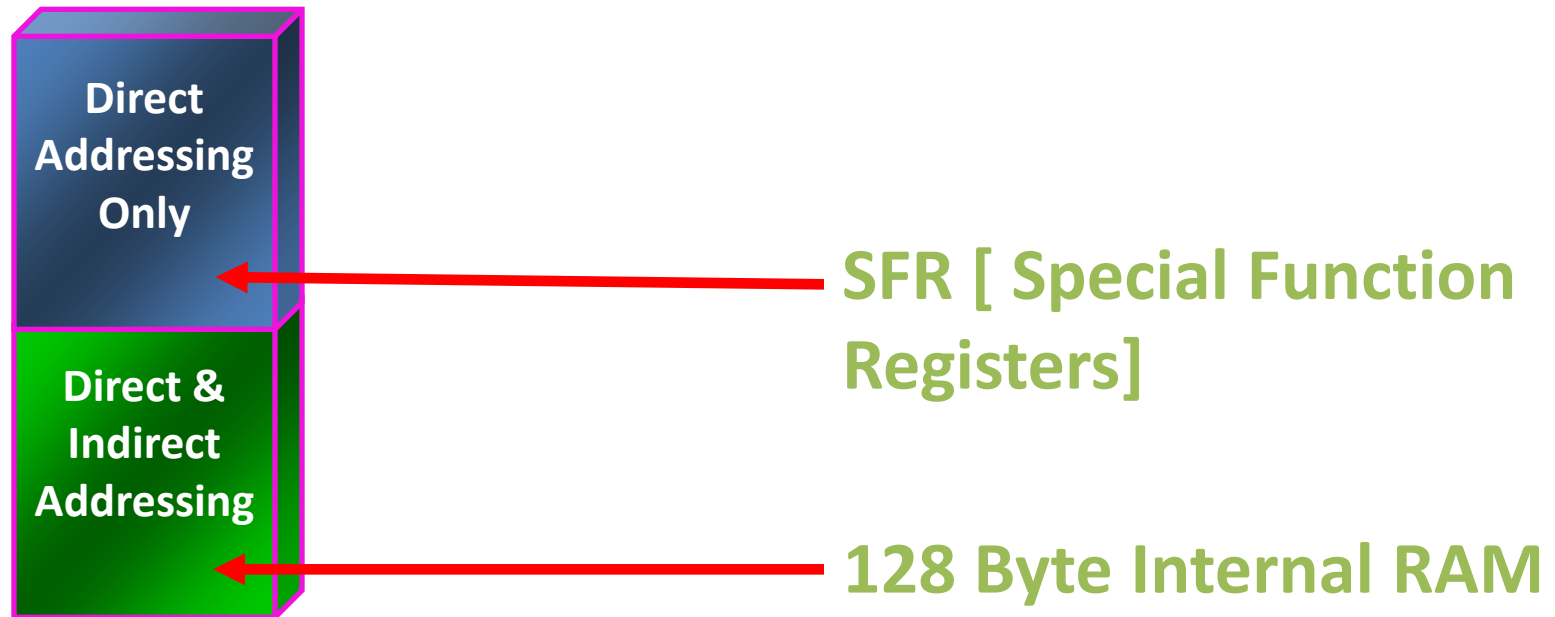 Direct
Addressing
Only
SFR [ Special Function
Registers]
Direct &
Indirect
Addressing
128 Byte Internal RAM